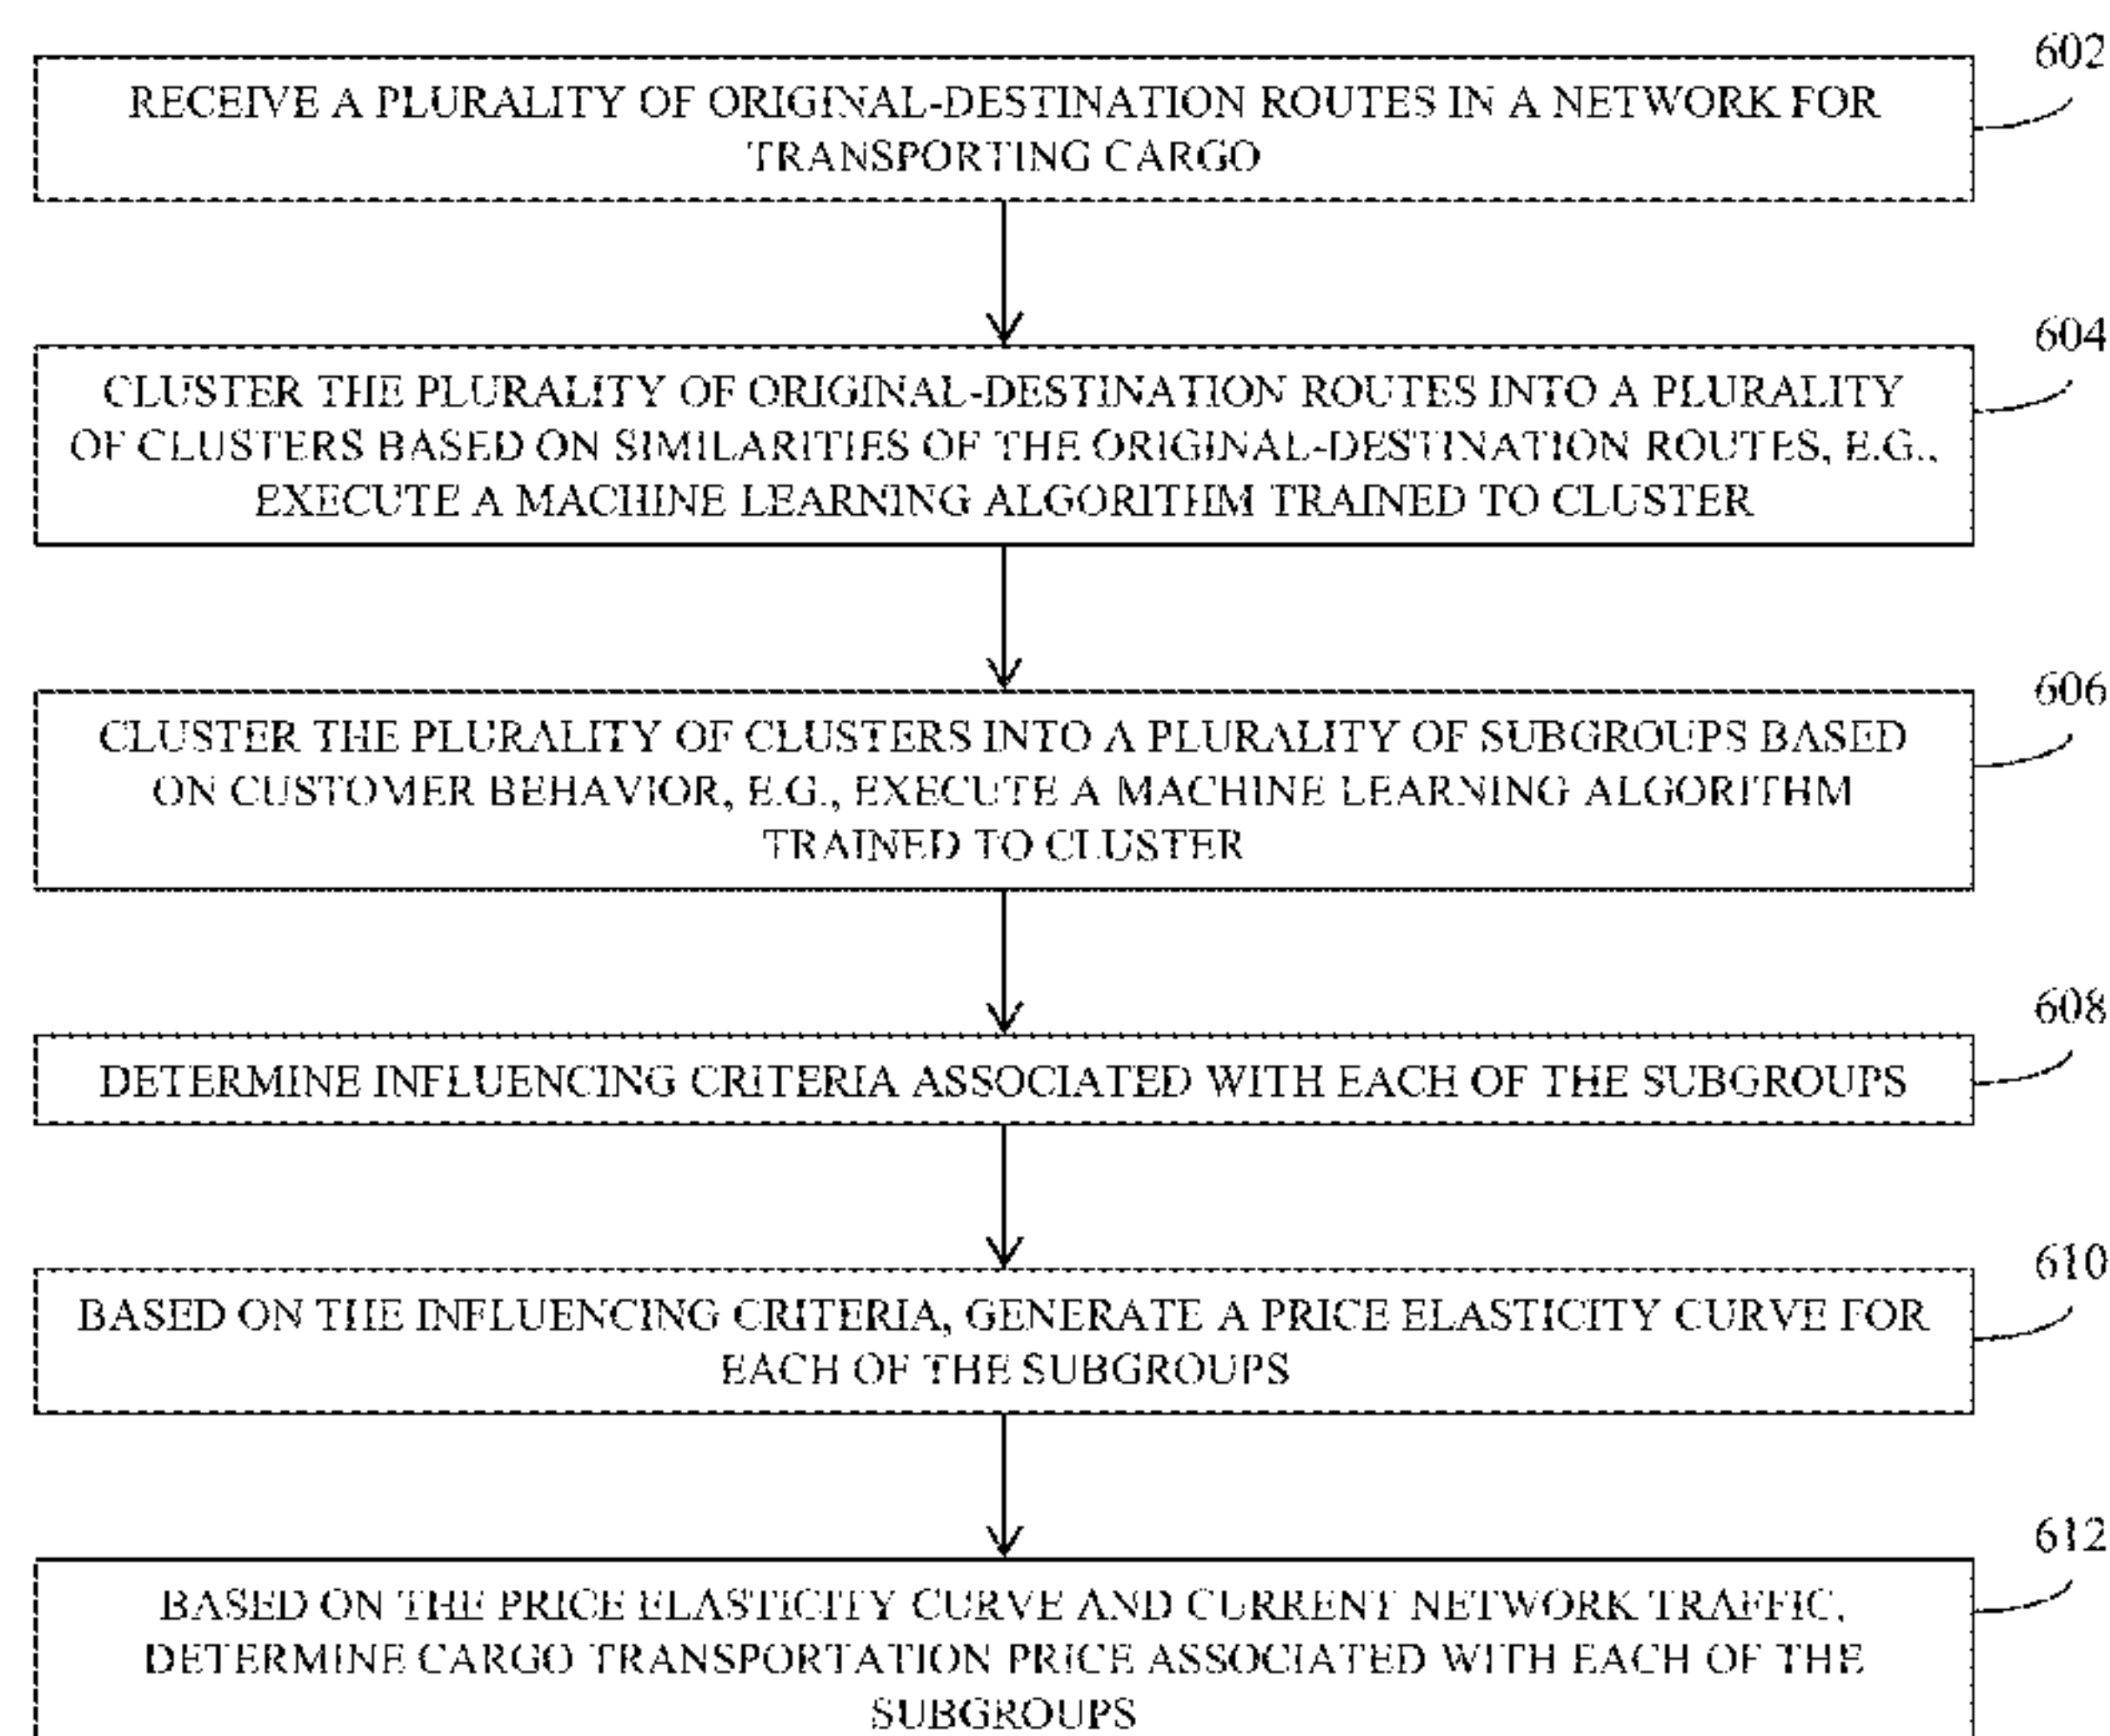 602
RECEIVE A PLURALITY OF ORIGINAL-DESTINATION ROUTES IN A NETWORK FOR
TRANSPORTING CARGO
604
CLUSTER THE PLURALITY OF ORIGINAL-DESTINATION ROUTES INTO A PLURALITY
OF CLUSTERS BASED ON SIMILARITIES OF THE ORIGINAL-DESTINATION ROUTES, E.G.,
EXECUTE A MACHINE LEARNING ALGORITHM TRAINED TO CLUSTER
606
CLUSTER THE PLURALITY OF CLUSTERS INTO A PLURALITY OF SUBGROUPS BASED
ON CUSTOMER BEHAVIOR, E.G., EXECUTE A MACHINE LEARNING ALGORITHM
TRAINED TO CLUSTER
608
DETERMINE INFLUENCING CRITERIA ASSOCIATED WITH EACH OF THE SUBGROUPS
610
BASED ON THE INFLUENCING CRITERIA, GENERATE A PRICE ELASTICITY CURVE FOR
EACH OF THE SUBGROUPS
612
BASED ON THE PRICE ELASTICITY CURVE AND CURRENT NETWORK TRAFFIC,
DETERMINE CARGO TRANSPORTATION PRICE ASSOCIATED WITH EACH OF THE
SUBGROUPS